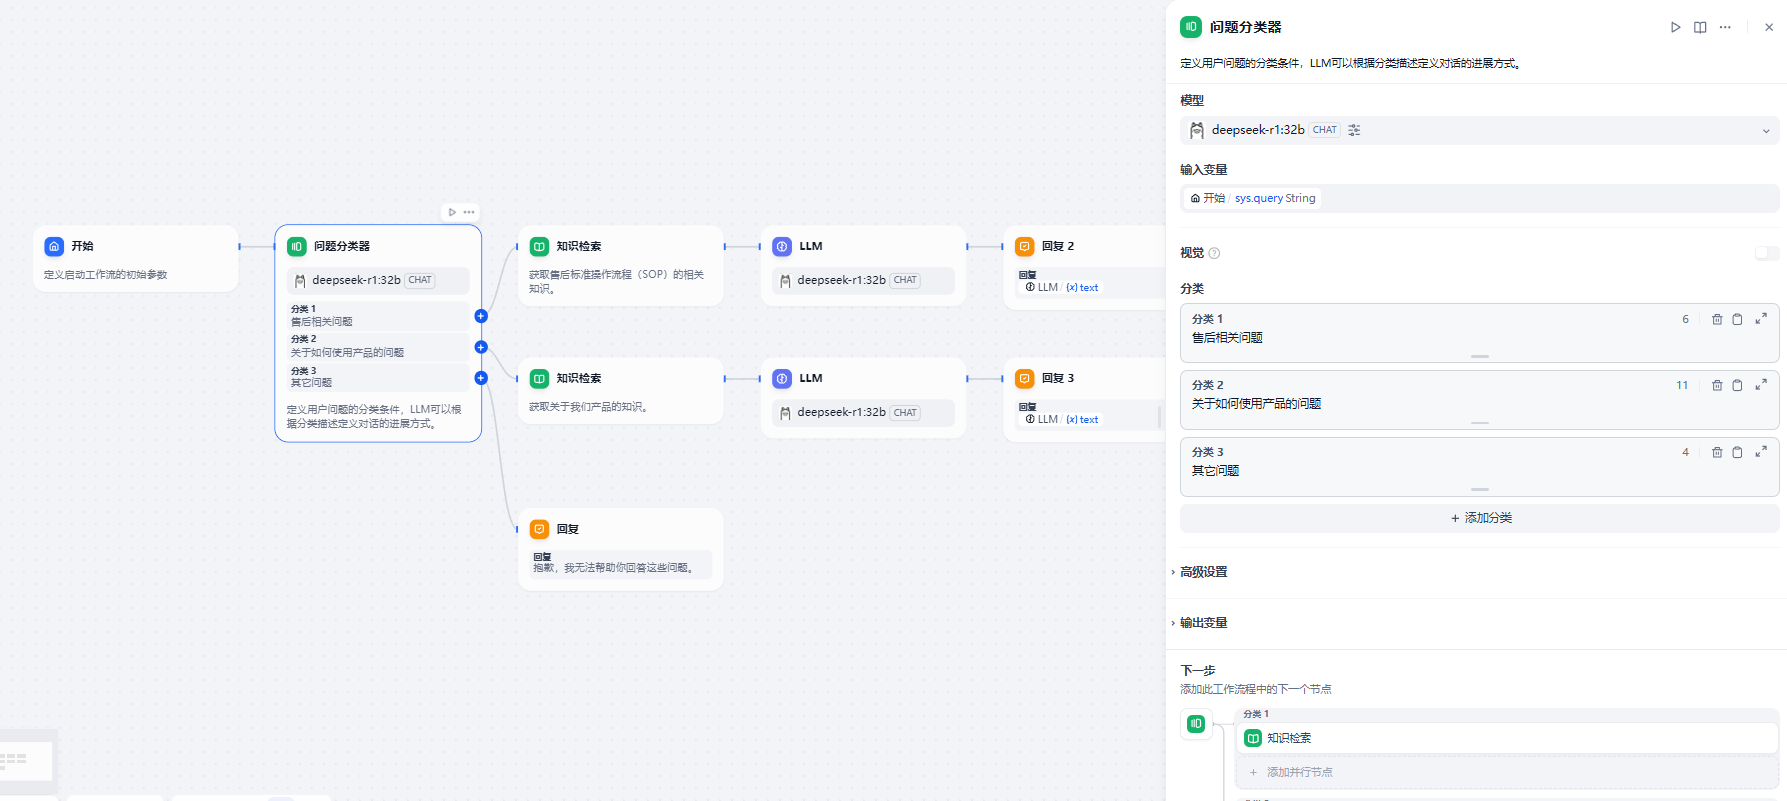 开始
定义启动工作流的初始参数
问题分类器
deepseek-r1:32b CHAT
分类 1
售后相关问题
分类 2
关于如何使用产品的问题
分类 3
其它问题
定义用户问题的分类条件，LLM可以根
据分类描述定义对话的进展方式。
知识检索
获取售后标准操作流程（SOP）的相关
知识。
LLM
deepseek-r1:32b CHAT
回复 2
回复
LLM / {x} text
知识检索
获取关于我们产品的知识。
LLM
deepseek-r1:32b CHAT
回复 3
回复
LLM / {x} text
回复
回复
抱歉，我无法帮助你回答这些问题。
问题分类器
定义用户问题的分类条件，LLM可以根据分类描述定义对话的进展方式。
模型
deepseek-r1:32b CHAT
输入变量
开始 / sys.query String
视觉
分类
分类 1 6
售后相关问题
分类 2 11
关于如何使用产品的问题
分类 3 4
其它问题
+ 添加分类
高级设置
输出变量
下一步
添加此工作流程中的下一个节点
分类 1
知识检索
+ 添加并行节点